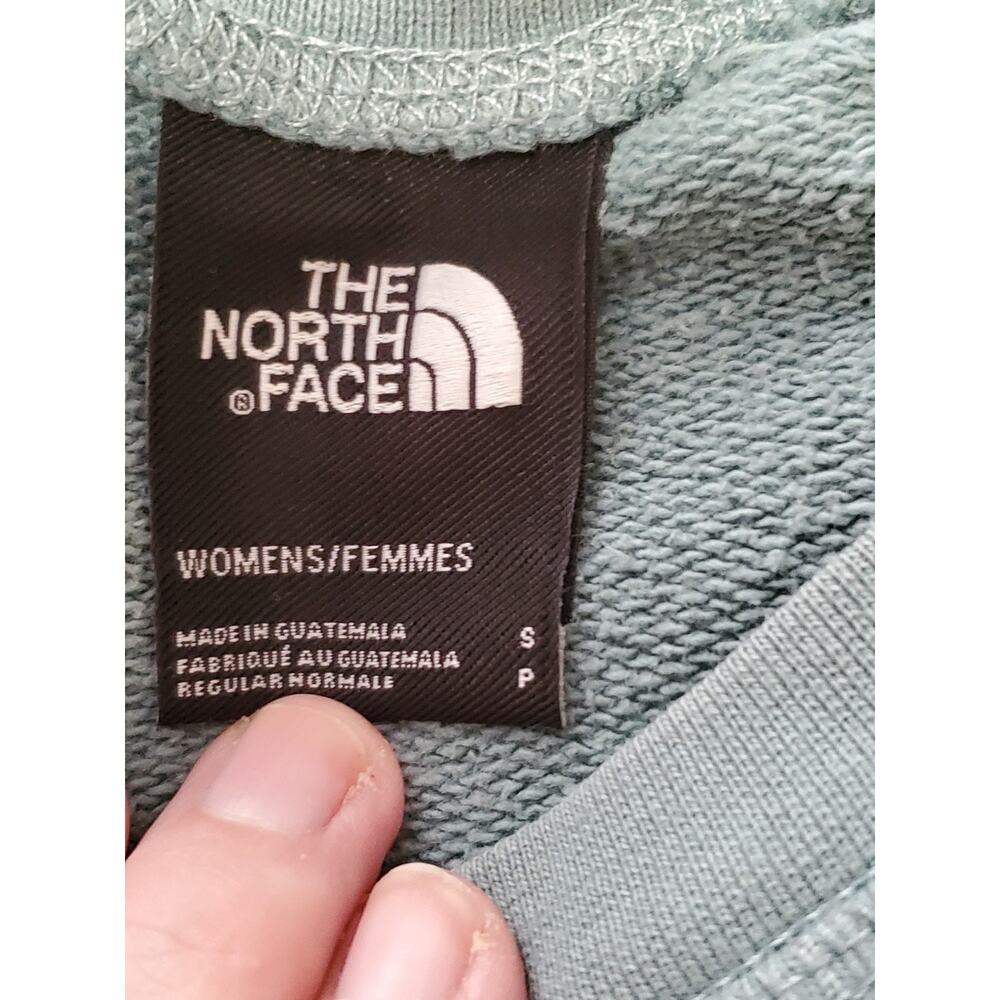 THE
NORTH
®FACE
WOMENS/FEMMES
MADE IN GUATEMALA S
FABRIQUÉ AU GUATEMALA
REGULAR NORMALE P